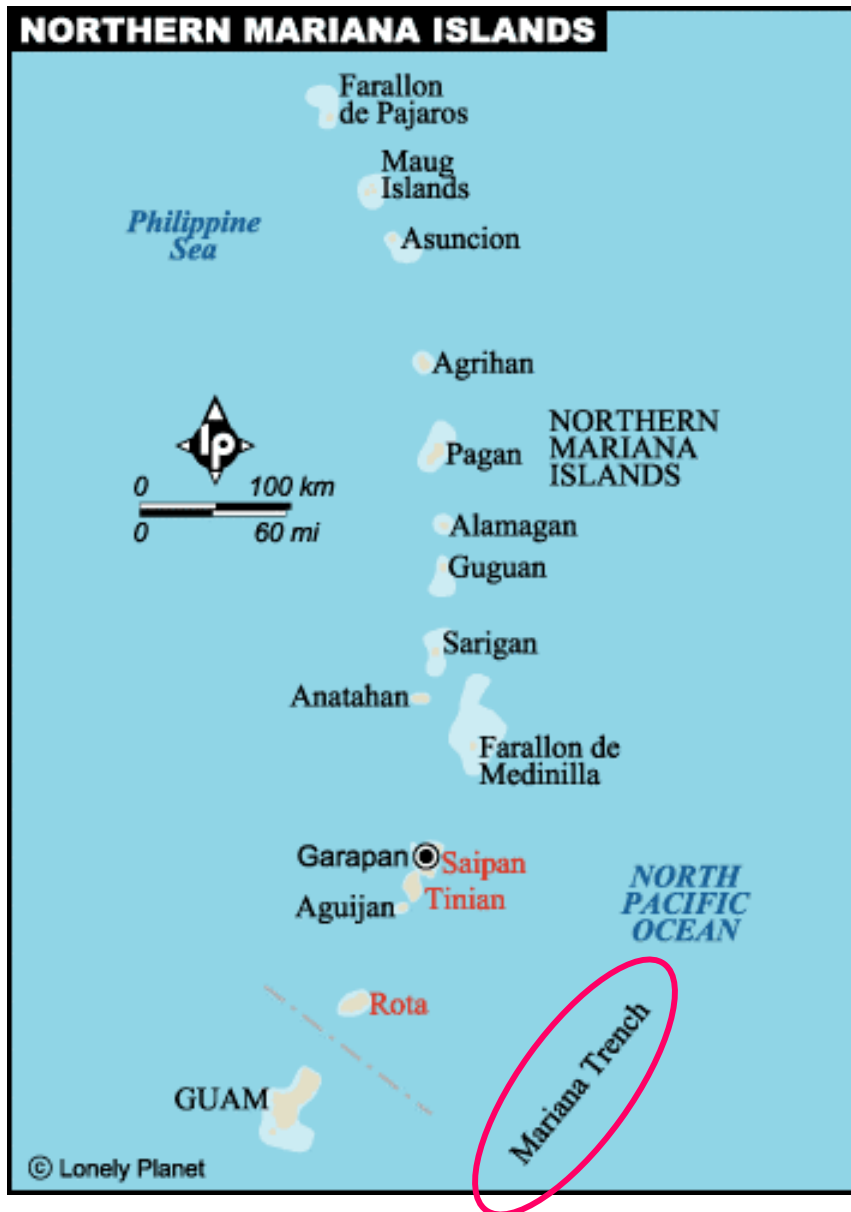 NORTHERN MARIANA ISLANDS
Farallon
de Pajaros
Maug
Islands
Philippine
Sea
Asuncion
Agrihan
NORTHERN
MARIANA
ISLANDS
Pagan
lp
0 100 km
0 60 mi
Alamagan
Guguan
Sarigan
Anatahan
Farallon de
Medinilla
Garapan Saipan
Tinian
Aguijan
NORTH
PACIFIC
OCEAN
Rota
Mariana Trench
GUAM
© Lonely Planet